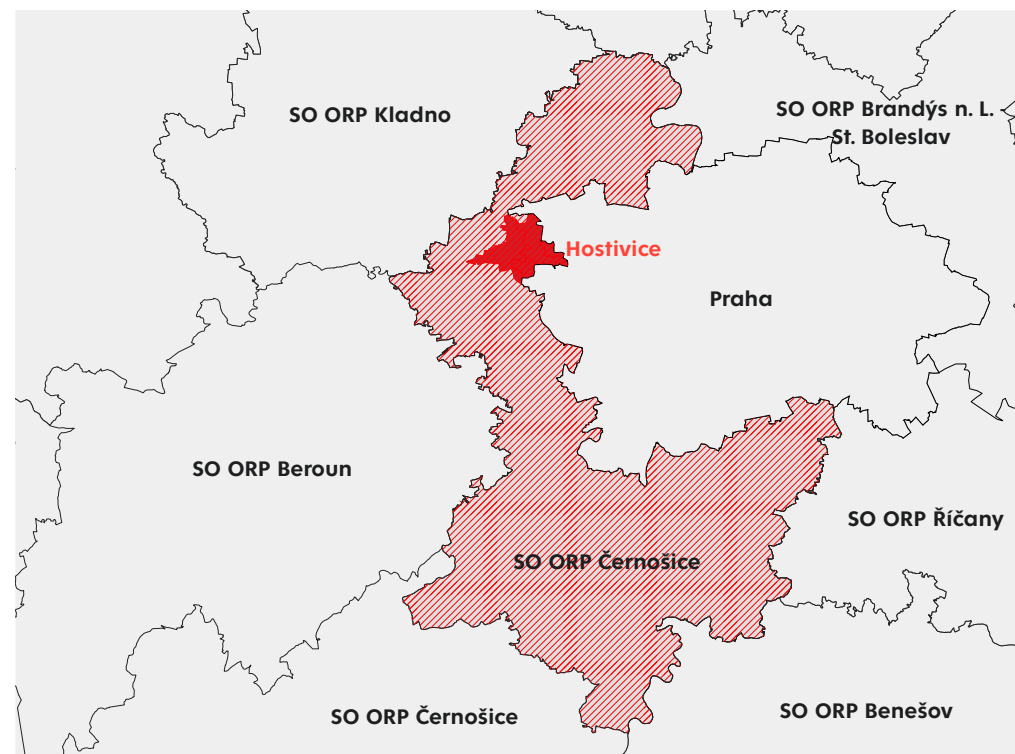 SO ORP Kladno
SO ORP Brandýs n. L.
St. Boleslav
Hostivice
Praha
SO ORP Beroun
SO ORP Říčany
SO ORP Černošice
SO ORP Černošice
SO ORP Benešov